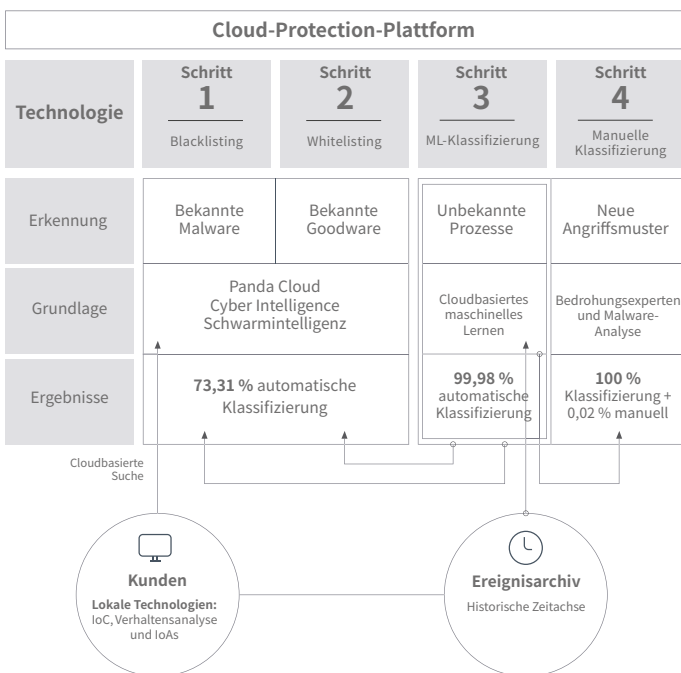 Cloud-Protection-Plattform
Technologie
Schritt
1
Blacklisting
Schritt
2
Whitelisting
Schritt
3
ML-Klassifizierung
Schritt
4
Manuelle
Klassifizierung
Erkennung
Bekannte
Malware
Bekannte
Goodware
Unbekannte
Prozesse
Neue
Angriffsmuster
Grundlage
Panda Cloud
Cyber Intelligence
Schwarmintelligenz
Cloudbasiertes
maschinelles
Lernen
Bedrohungsexperten
und Malware-
Analyse
Ergebnisse
73,31 % automatische
Klassifizierung
99,98 %
automatische
Klassifizierung
100 %
Klassifizierung +
0,02 % manuell
Cloudbasierte
Suche
Kunden
Lokale Technologien:
IoC, Verhaltensanalyse
und IoAs
Ereignisarchiv
Historische Zeitachse